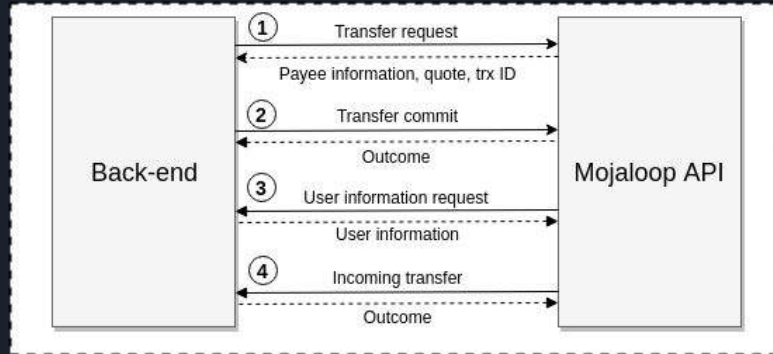 1
Transfer request
Payee information, quote, trx ID
2
Transfer commit
Outcome
Back-end
Mojaloop API
3
User information request
User information
4
Incoming transfer
Outcome